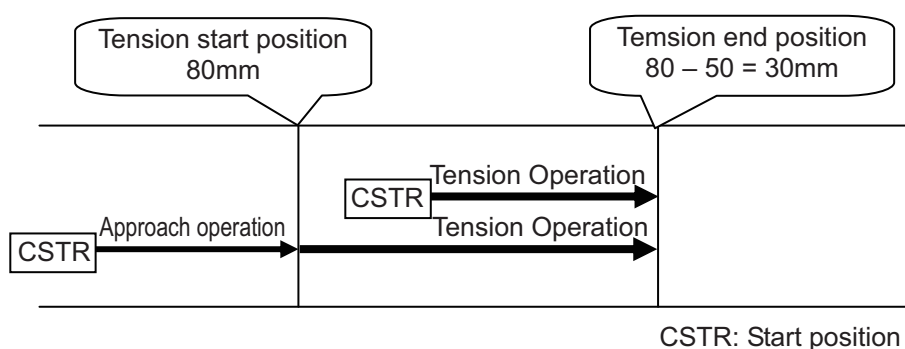 Tension start position
80mm
Temsion end position
80 – 50 = 30mm
Tension Operation
CSTR
Approach operation
Tension Operation
CSTR
CSTR: Start position